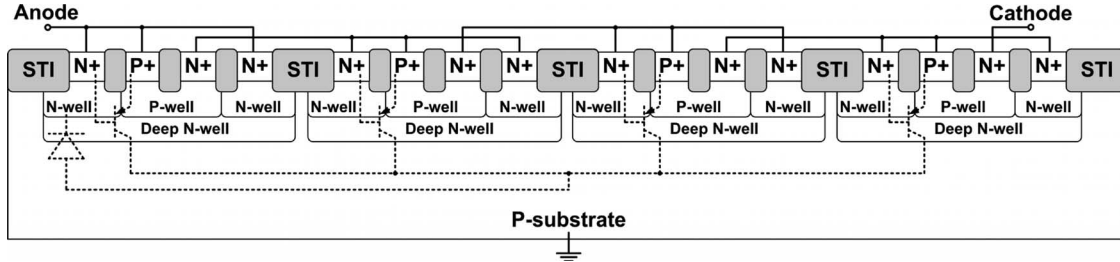 Anode Cathode
STI N+ P+ N+ N+ STI N+ P+ N+ N+ STI N+ P+ N+ N+ STI N+ P+ N+ N+ STI
N-well P-well N-well N-well P-well N-well N-well P-well N-well N-well P-well N-well
Deep N-well Deep N-well Deep N-well Deep N-well
P-substrate